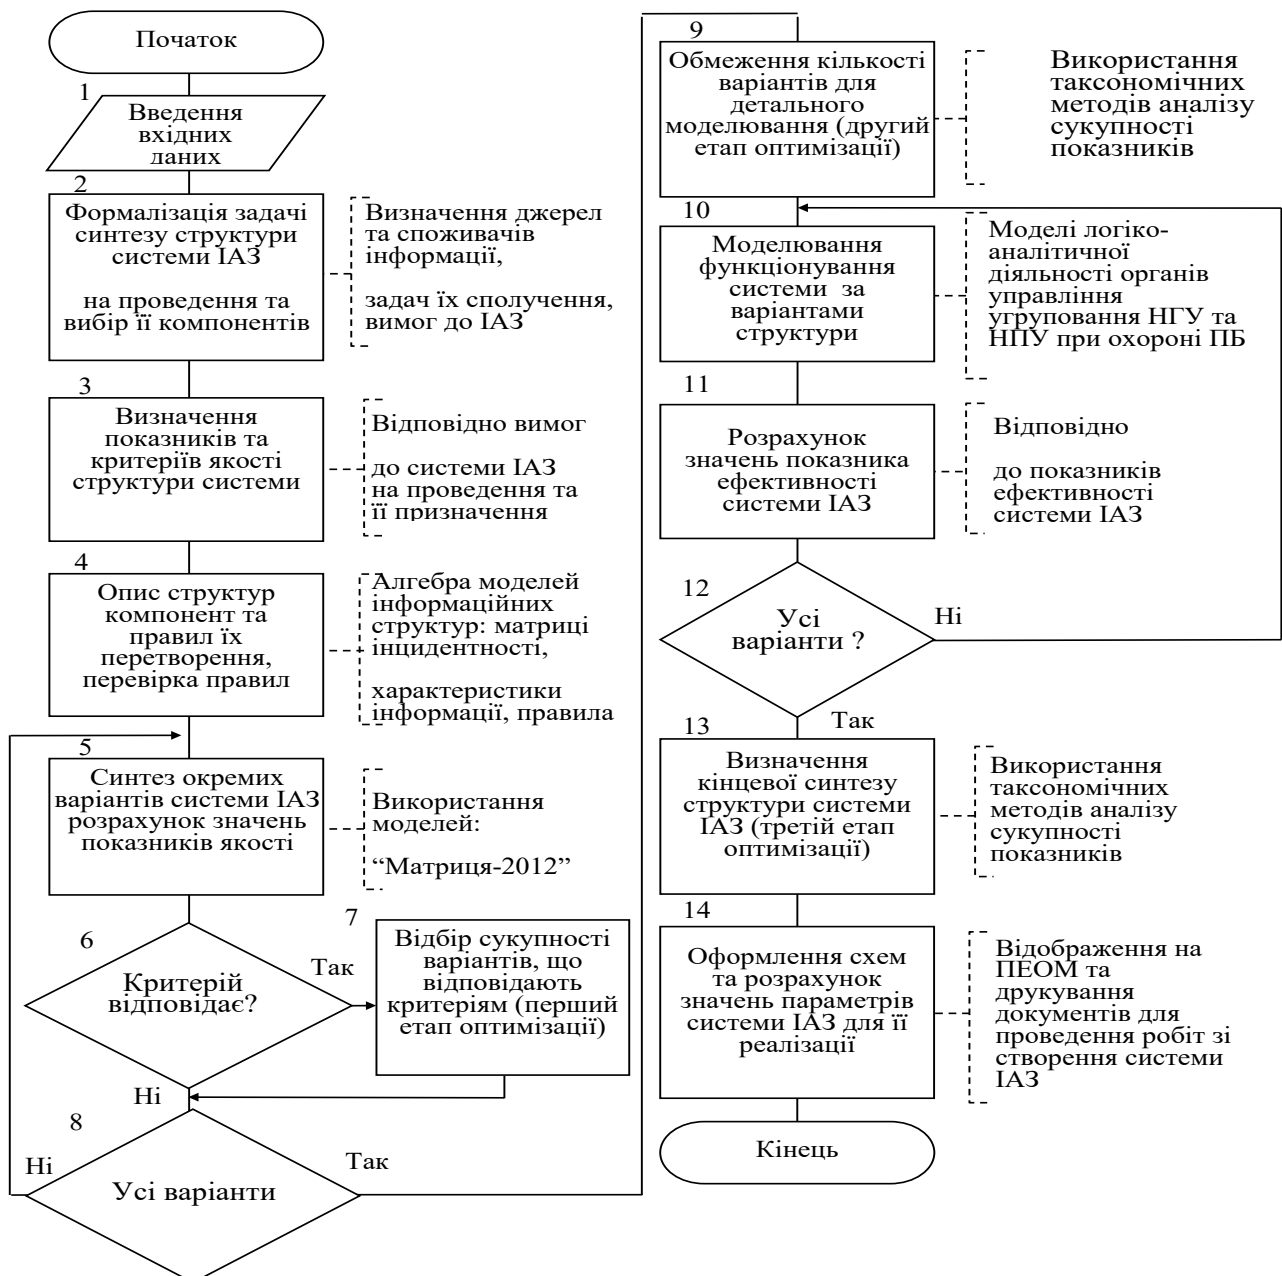 Початок
1
Введення
вхідних
даних
2
Формалізація задачі
синтезу структури
системи ІАЗ
на проведення та
вибір її компонентів
Визначення джерел
та споживачів
інформації,
задач їх сполучення,
вимог до ІАЗ
3
Визначення
показників та
критеріїв якості
структури системи
Відповідно вимог
до системи ІАЗ
на проведення та
її призначення
4
Опис структур
компонент та
правил їх
перетворення,
перевірка правил
Алгебра моделей
інформаційних
структур: матриці
інцидентності,
характеристики
інформації, правила
5
Синтез окремих
варіантів системи ІАЗ
розрахунок значень
показників якості
Використання
моделей:
“Матриця-2012”
6
Критерій
відповідає?
Так
Ні
7
Відбір сукупності
варіантів, що
відповідають
критеріям (перший
етап оптимізації)
8
Ні
Так
Усі варіанти
9
Обмеження кількості
варіантів для
детального
моделювання (другий
етап оптимізації)
Використання
таксономічних
методів аналізу
сукупності
показників
10
Моделювання
функціонування
системи за
варіантами
структури
Моделі логіко-
аналітичної
діяльності органів
управління
угруповання НГУ та
НПУ при охороні ПБ
11
Розрахунок
значень показника
ефективності
системи ІАЗ
Відповідно
до показників
ефективності
системи ІАЗ
12
Усі
варіанти ?
Ні
Так
13
Визначення
кінцевої синтезу
структури системи
ІАЗ (третій етап
оптимізації)
Використання
таксономічних
методів аналізу
сукупності
показників
14
Оформлення схем
та розрахунок
значень параметрів
системи ІАЗ для її
реалізації
Відображення на
ПЕОМ та
друкування
документів для
проведення робіт зі
створення системи
ІАЗ
Кінець